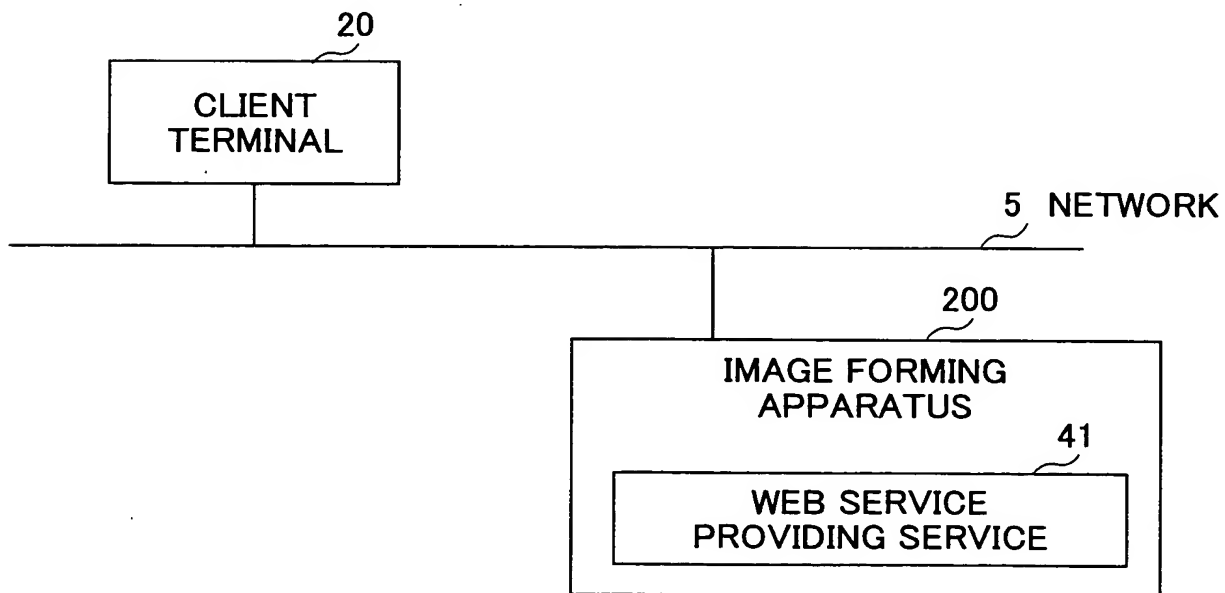 20
CLIENT
TERMINAL
5 NETWORK
200
IMAGE FORMING
APPARATUS
41
WEB SERVICE
PROVIDING SERVICE